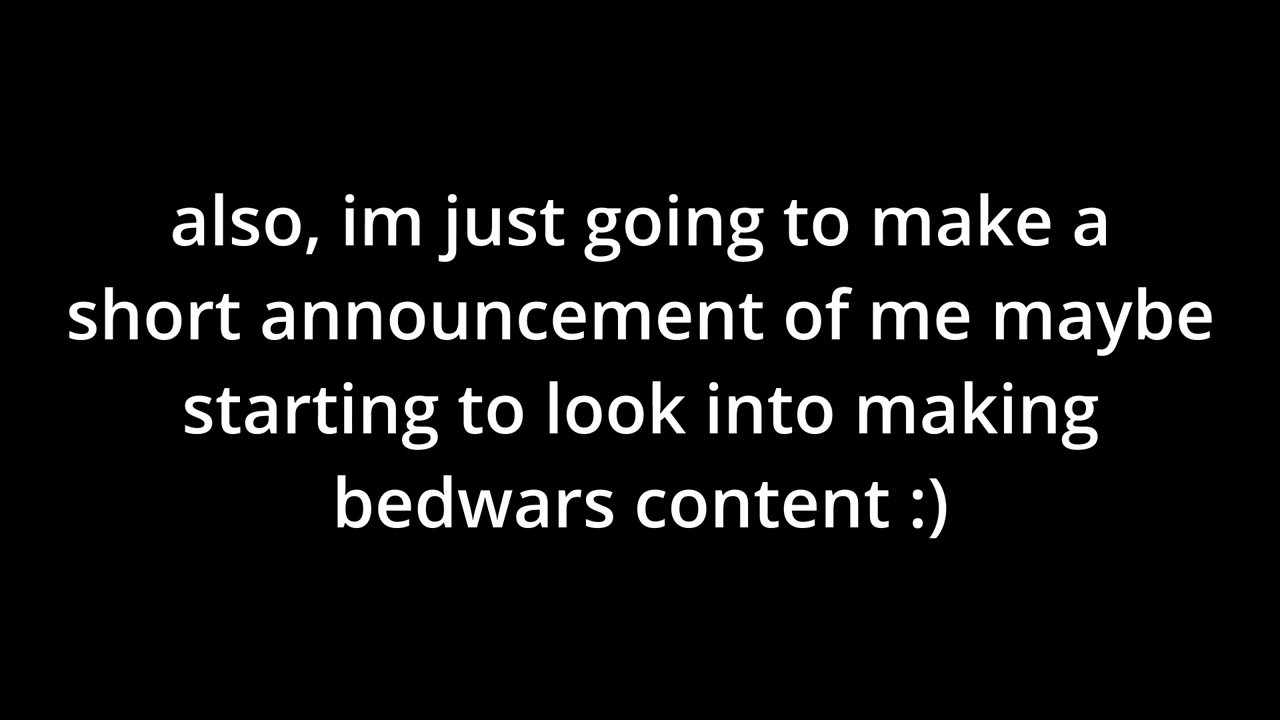 also, im just going to make a
short announcement of me maybe
starting to look into making
bedwars content :)